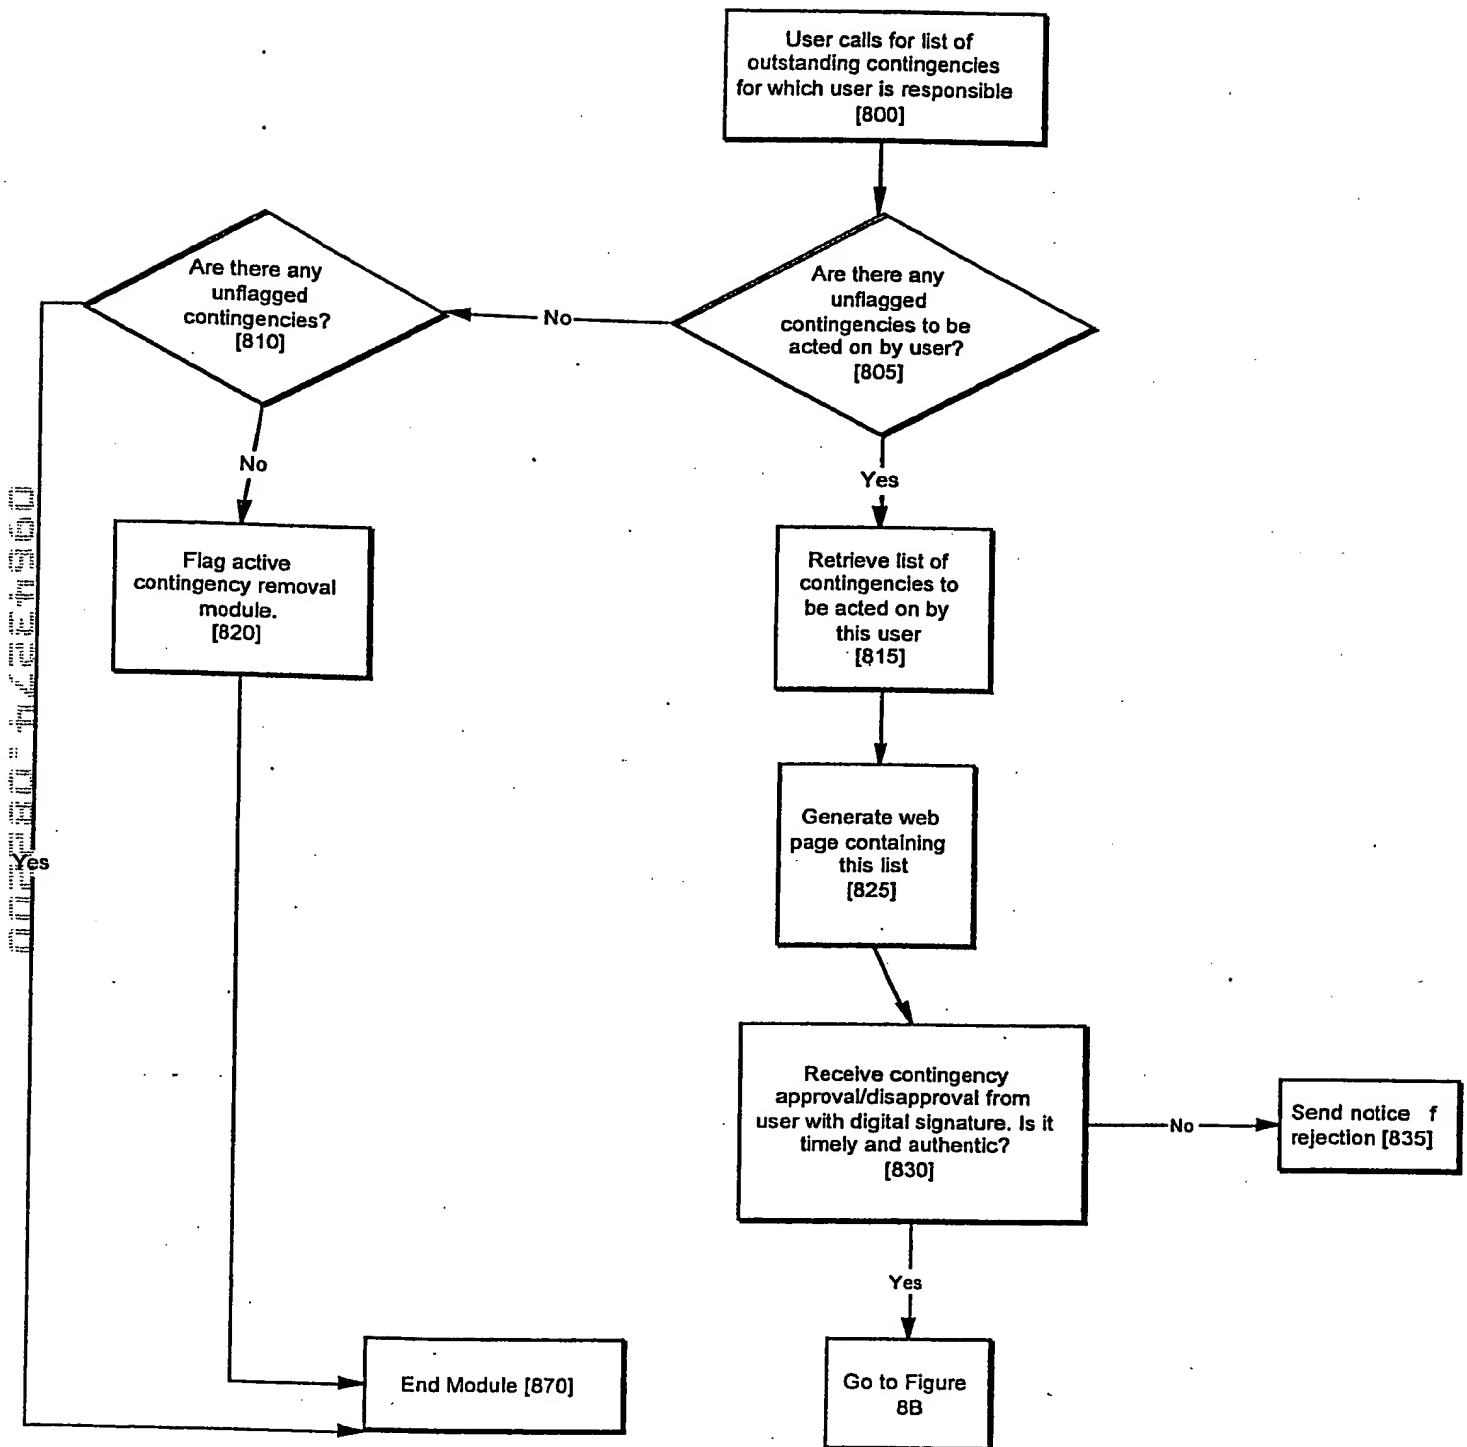 User calls for list of
outstanding contingencies
for which user is responsible
[800]
Are there any
unflagged
contingencies to be
acted on by user?
[805]
No
Are there any
unflagged
contingencies?
[810]
No
Yes
Flag active
contingency removal
module.
[820]
Yes
Retrieve list of
contingencies to
be acted on by
this user
[815]
Generate web
page containing
this list
[825]
Receive contingency
approval/disapproval from
user with digital signature. Is it
timely and authentic?
[830]
No
Send notice f
rejection [835]
Yes
End Module [870]
Go to Figure
8B